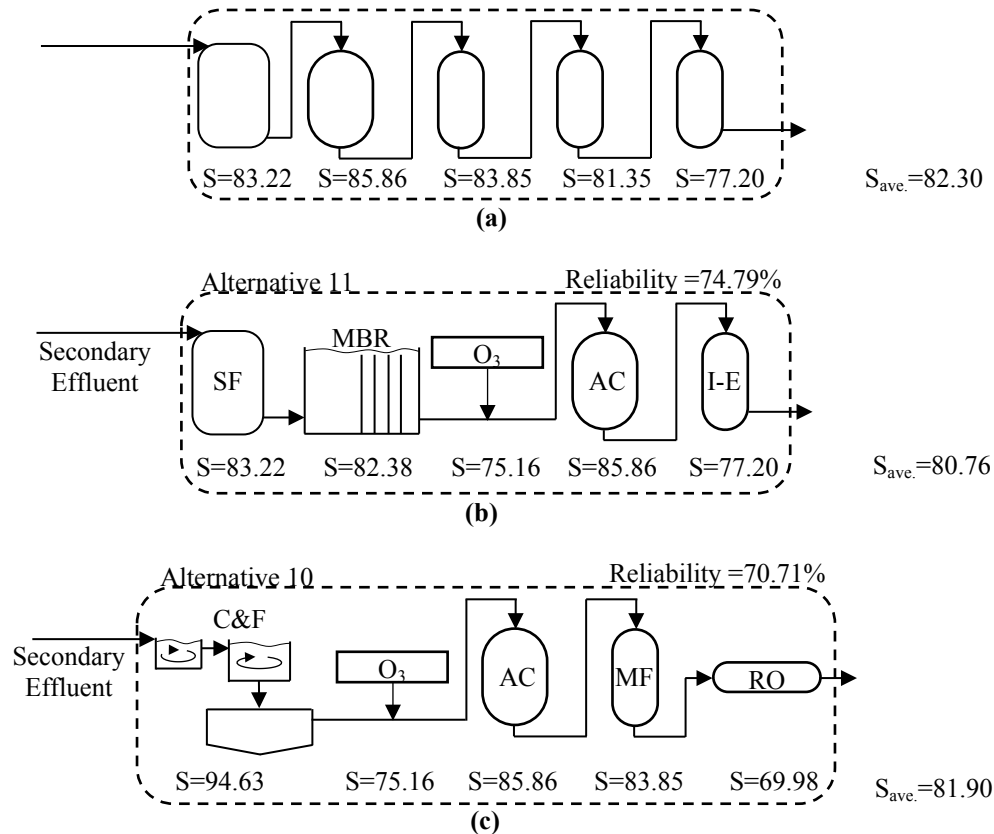 S=83.22 S=85.86 S=83.85 S=81.35 S=77.20 S_ave.=82.30
(a)
Alternative 11 Reliability =74.79%
Secondary
Effluent
SF
MBR
O₃
AC
I-E
S=83.22 S=82.38 S=75.16 S=85.86 S=77.20 S_ave.=80.76
(b)
Alternative 10 Reliability =70.71%
Secondary
Effluent
C&F
O₃
AC
MF
RO
S=94.63 S=75.16 S=85.86 S=83.85 S=69.98 S_ave.=81.90
(c)